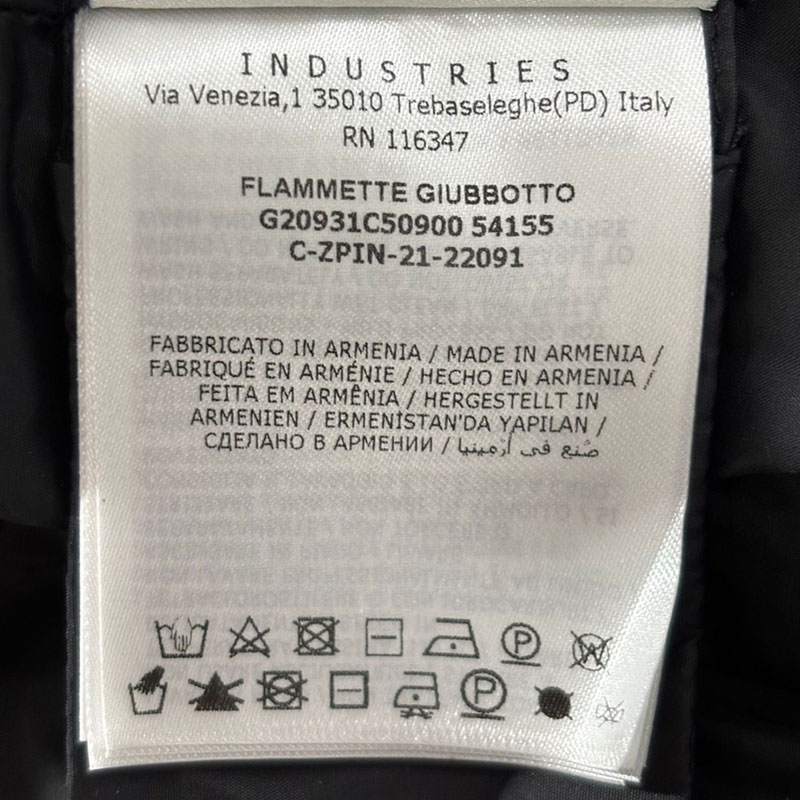 INDUSTRIES
Via Venezia,1 35010 Trebaseleghe(PD) Italy
RN 116347
FLAMMETTE GIUBBOTTO
G20931C50900 54155
C-ZPIN-21-22091
FABBRICATO IN ARMENIA / MADE IN ARMENIA /
FABRIQUÉ EN ARMÉNIE / HECHO EN ARMENIA /
FEITA EM ARMÊNIA / HERGESTELLT IN
ARMENIEN / ERMENİSTAN'DA YAPILAN /
СДЕЛАНО В АРМЕНИИ / صُنع في أرمينيا
P W
P